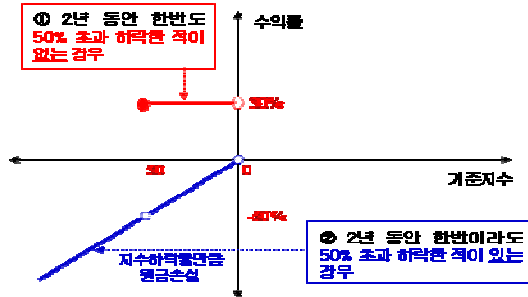 ① 2년 동안 한번도
50% 초과 하락한 적이
없는 경우
수익률
0
기준지수
지수하락률만큼
원금손실
② 2년 동안 한번이라도
50% 초과 하락한 적이 있는
경우